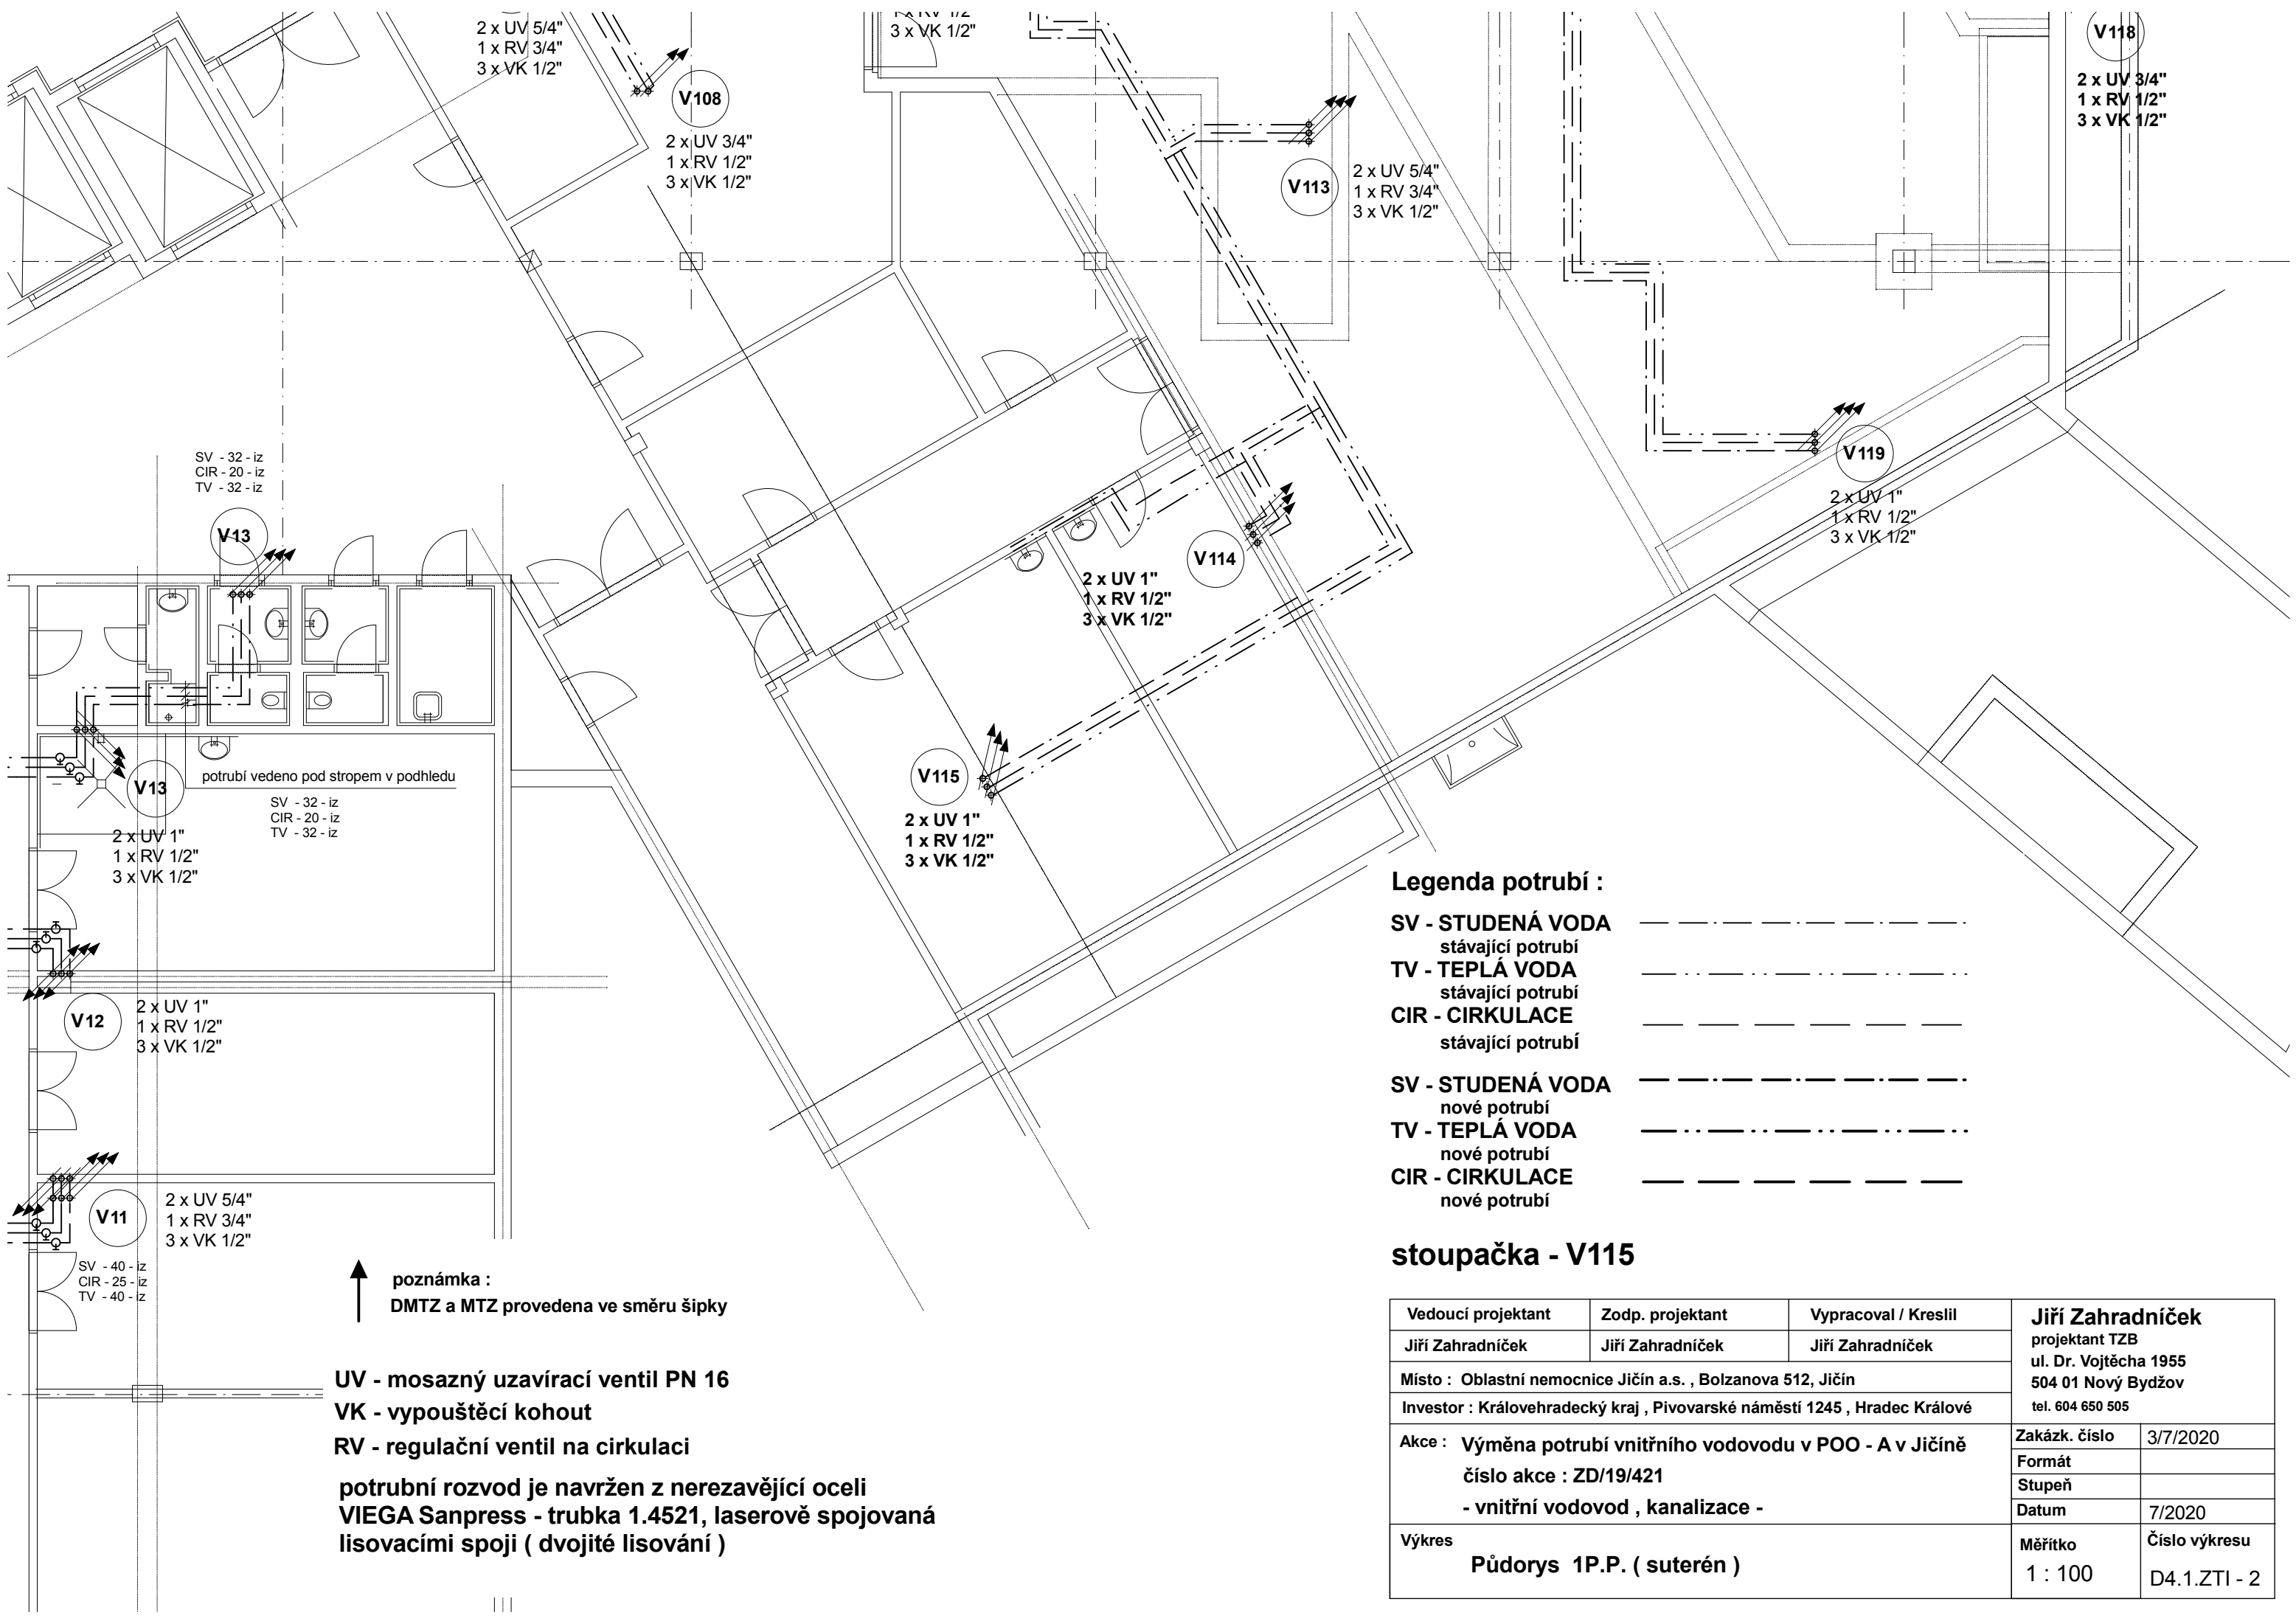 2 x UV 5/4"
1 x RV 3/4"
3 x VK 1/2"
1 x RV 1/2"
3 x VK 1/2"
V118
2 x UV 3/4"
1 x RV 1/2"
3 x VK 1/2"
V108
2 x UV 3/4"
1 x RV 1/2"
3 x VK 1/2"
V113
2 x UV 5/4"
1 x RV 3/4"
3 x VK 1/2"
V119
2 x UV 1"
1 x RV 1/2"
3 x VK 1/2"
SV - 32 - iz
CIR - 20 - iz
TV - 32 - iz
V13
V114
2 x UV 1"
1 x RV 1/2"
3 x VK 1/2"
V13
potrubí vedeno pod stropem v podhledu
SV - 32 - iz
CIR - 20 - iz
TV - 32 - iz
2 x UV 1"
1 x RV 1/2"
3 x VK 1/2"
V115
2 x UV 1"
1 x RV 1/2"
3 x VK 1/2"
V12
2 x UV 1"
1 x RV 1/2"
3 x VK 1/2"
V11
2 x UV 5/4"
1 x RV 3/4"
3 x VK 1/2"
SV - 40 - iz
CIR - 25 - iz
TV - 40 - iz
Legenda potrubí :
SV - STUDENÁ VODA
stávající potrubí
TV - TEPLÁ VODA
stávající potrubí
CIR - CIRKULACE
stávající potrubí
SV - STUDENÁ VODA
nové potrubí
TV - TEPLÁ VODA
nové potrubí
CIR - CIRKULACE
nové potrubí
stoupačka - V115
poznámka :
DMTZ a MTZ provedena ve směru šipky
UV - mosazný uzavírací ventil PN 16
VK - vypouštěcí kohout
RV - regulační ventil na cirkulaci
potrubní rozvod je navržen z nerezavějící oceli
VIEGA Sanpress - trubka 1.4521, laserově spojovaná
lisovacími spoji ( dvojité lisování )
Vedoucí projektant Zodp. projektant Vypracoval / Kreslil
Jiří Zahradníček Jiří Zahradníček Jiří Zahradníček
Místo : Oblastní nemocnice Jičín a.s. , Bolzanova 512, Jičín
Investor : Královehradecký kraj , Pivovarské náměstí 1245 , Hradec Králové
Akce : Výměna potrubí vnitřního vodovodu v POO - A v Jičíně
číslo akce : ZD/19/421
- vnitřní vodovod , kanalizace -
Výkres
Půdorys 1P.P. ( suterén )
Jiří Zahradníček
projektant TZB
ul. Dr. Vojtěcha 1955
504 01 Nový Bydžov
tel. 604 650 505
Zakázk. číslo 3/7/2020
Formát
Stupeň
Datum 7/2020
Měřítko Číslo výkresu
1 : 100 D4.1.ZTI - 2